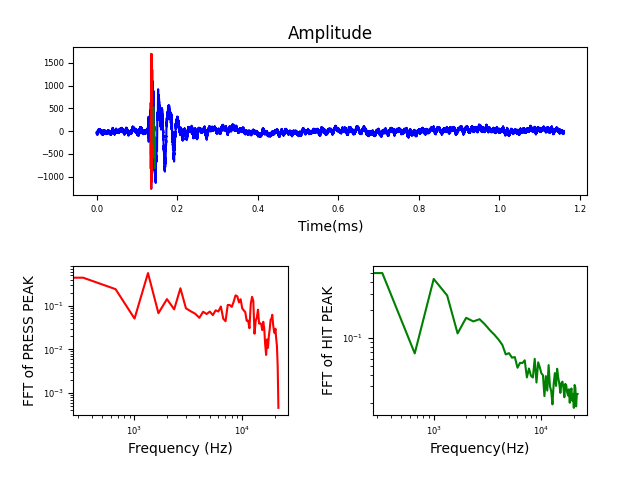 Amplitude
1500
1000
500
0
−500
−1000
0.0 0.2 0.4 0.6 0.8 1.0 1.2
Time(ms)
FFT of PRESS PEAK
10⁻¹
10⁻²
10⁻³
10³ 10⁴
Frequency (Hz)
FFT of HIT PEAK
10⁻¹
10³ 10⁴
Frequency(Hz)